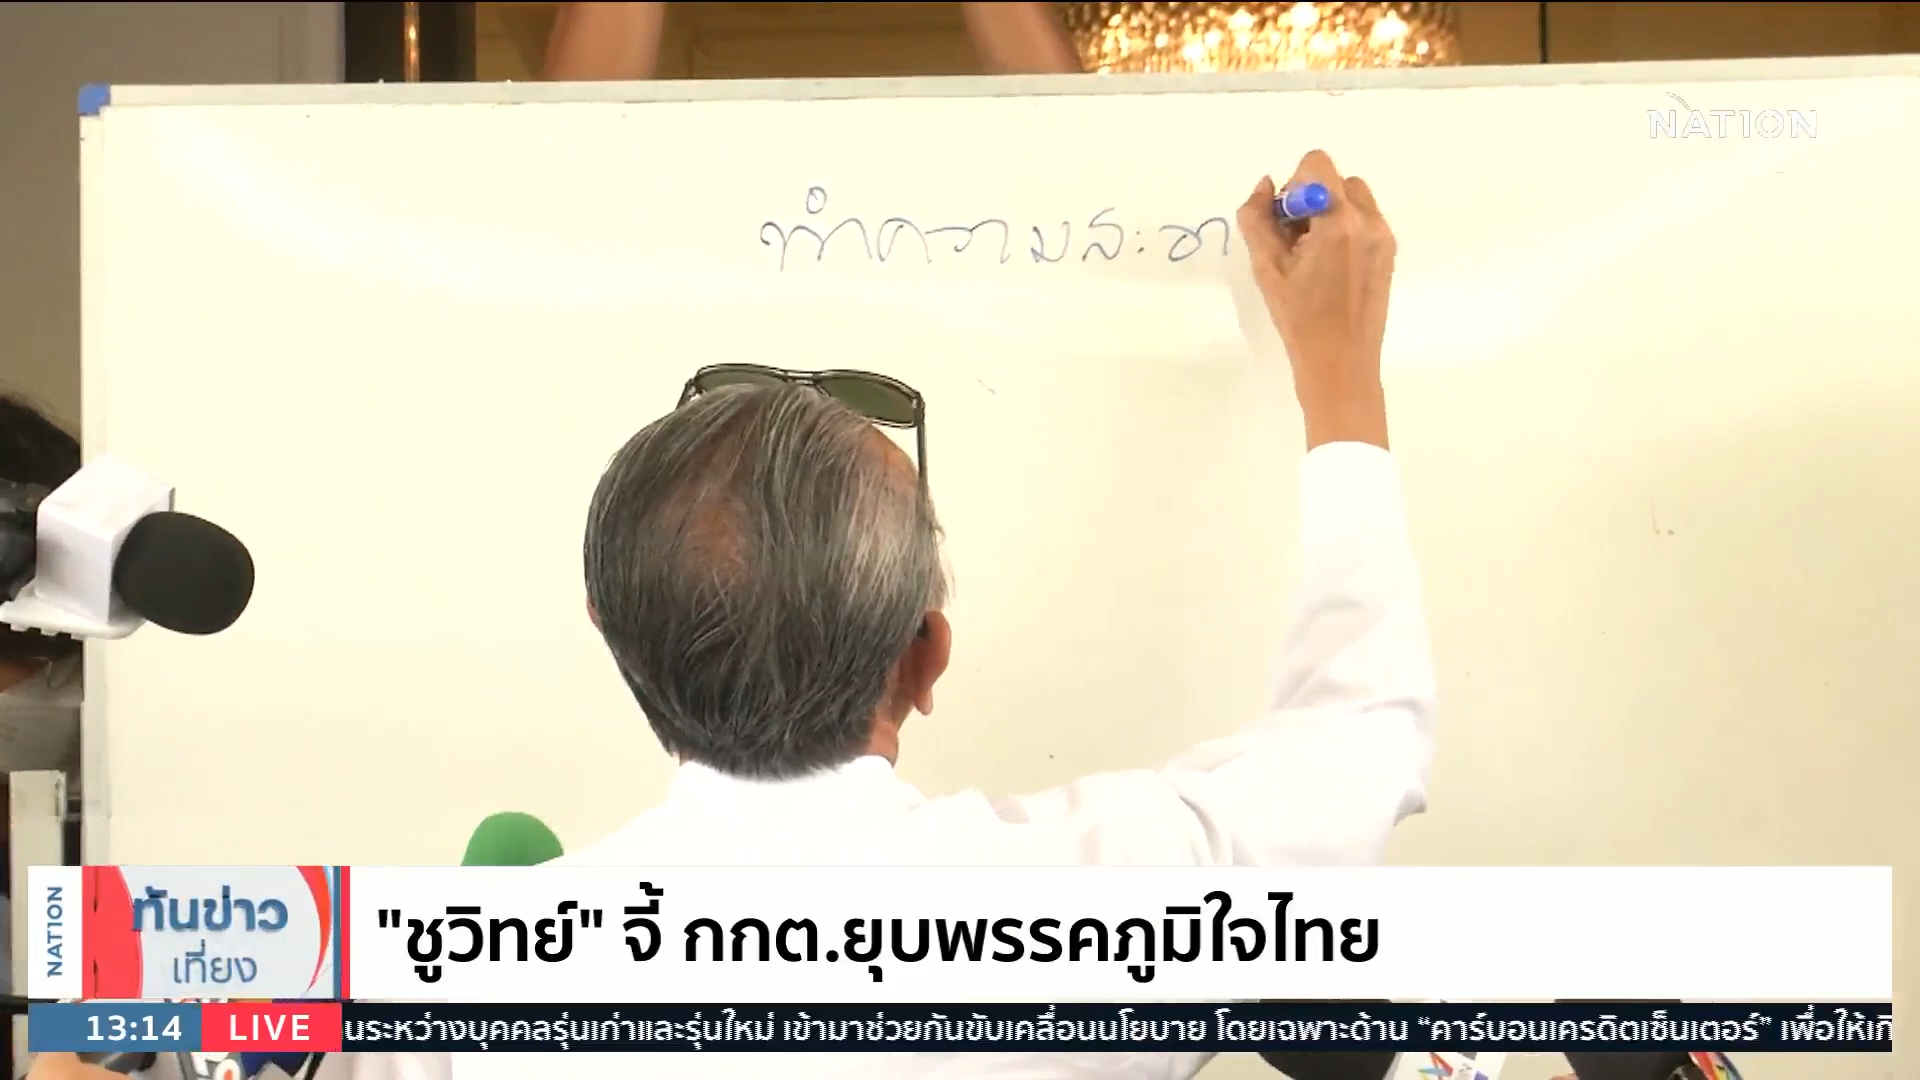 NATION
ทำความสะอา
NATION
ทันข่าว
เที่ยง
"ชูวิทย์" จี้ กกต.ยุบพรรคภูมิใจไทย
13:14 LIVE นระหว่างบุคคลรุ่นเก่าและรุ่นใหม่ เข้ามาช่วยกันขับเคลื่อนนโยบาย โดยเฉพาะด้าน “คาร์บอนเครดิตเซ็นเตอร์” เพื่อให้เกิ